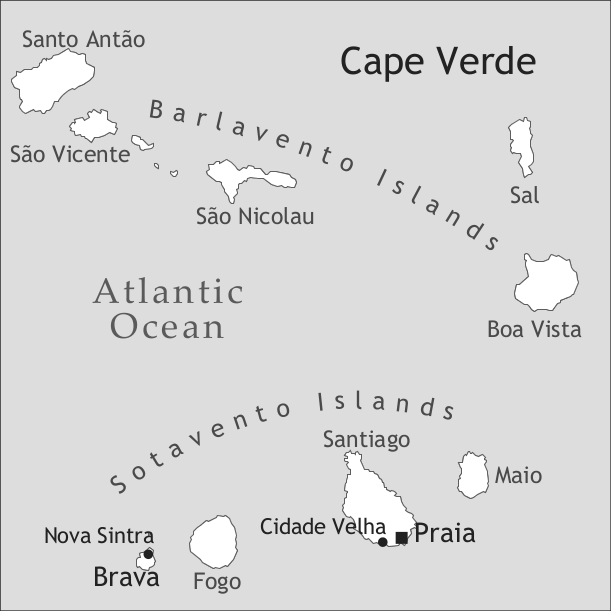 Santo Antão
Cape Verde
Barlavento Islands
São Vicente
São Nicolau
Sal
Atlantic
Ocean
Boa Vista
Sotavento Islands
Santiago
Maio
Nova Sintra
Cidade Velha
Praia
Brava
Fogo